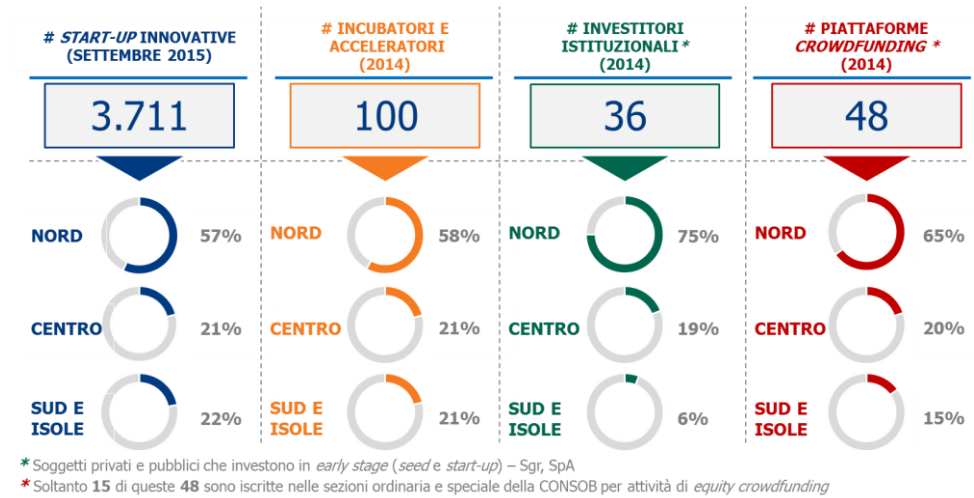 # START-UP INNOVATIVE
(SETTEMBRE 2015)
3.711
NORD 57%
CENTRO 21%
SUD E
ISOLE 22%
# INCUBATORI E
ACCELERATORI
(2014)
100
NORD 58%
CENTRO 21%
SUD E
ISOLE 21%
# INVESTITORI
ISTITUZIONALI *
(2014)
36
NORD 75%
CENTRO 19%
SUD E
ISOLE 6%
# PIATTAFORME
CROWDFUNDING *
(2014)
48
NORD 65%
CENTRO 20%
SUD E
ISOLE 15%
* Soggetti privati e pubblici che investono in early stage (seed e start-up) – Sgr, SpA
* Soltanto 15 di queste 48 sono iscritte nelle sezioni ordinaria e speciale della CONSOB per attività di equity crowdfunding